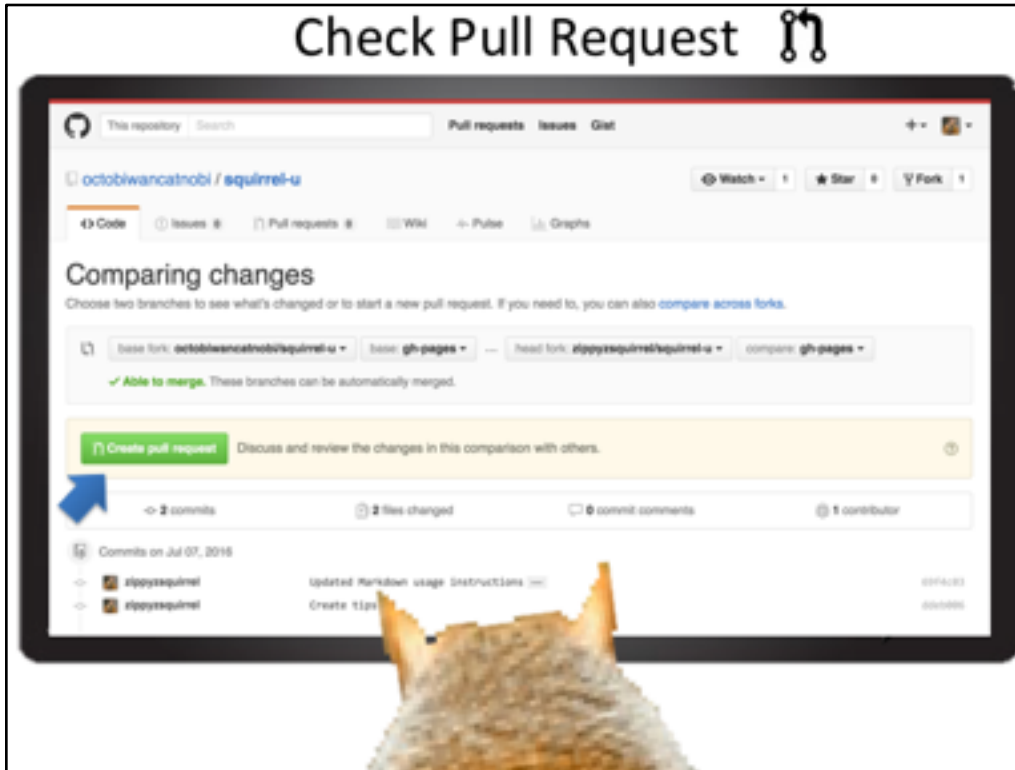 Check Pull Request
This repository Search Pull requests Issues Gist
octobiwancatnobi / squirrel-u Watch 1 Star 0 Fork 1
Code Issues 0 Pull requests 0 Wiki Pulse Graphs
Comparing changes
Choose two branches to see what's changed or to start a new pull request. If you need to, you can also compare across forks.
base fork: octobiwancatnobi/squirrel-u base: gh-pages ... head fork: zippyzsquirrel/squirrel-u compare: gh-pages
Able to merge. These branches can be automatically merged.
Create pull request Discuss and review the changes in this comparison with others.
2 commits 2 files changed 0 commit comments 1 contributor
Commits on Jul 07, 2016
zippyzsquirrel Updated Markdown usage instructions
zippyzsquirrel Create tips